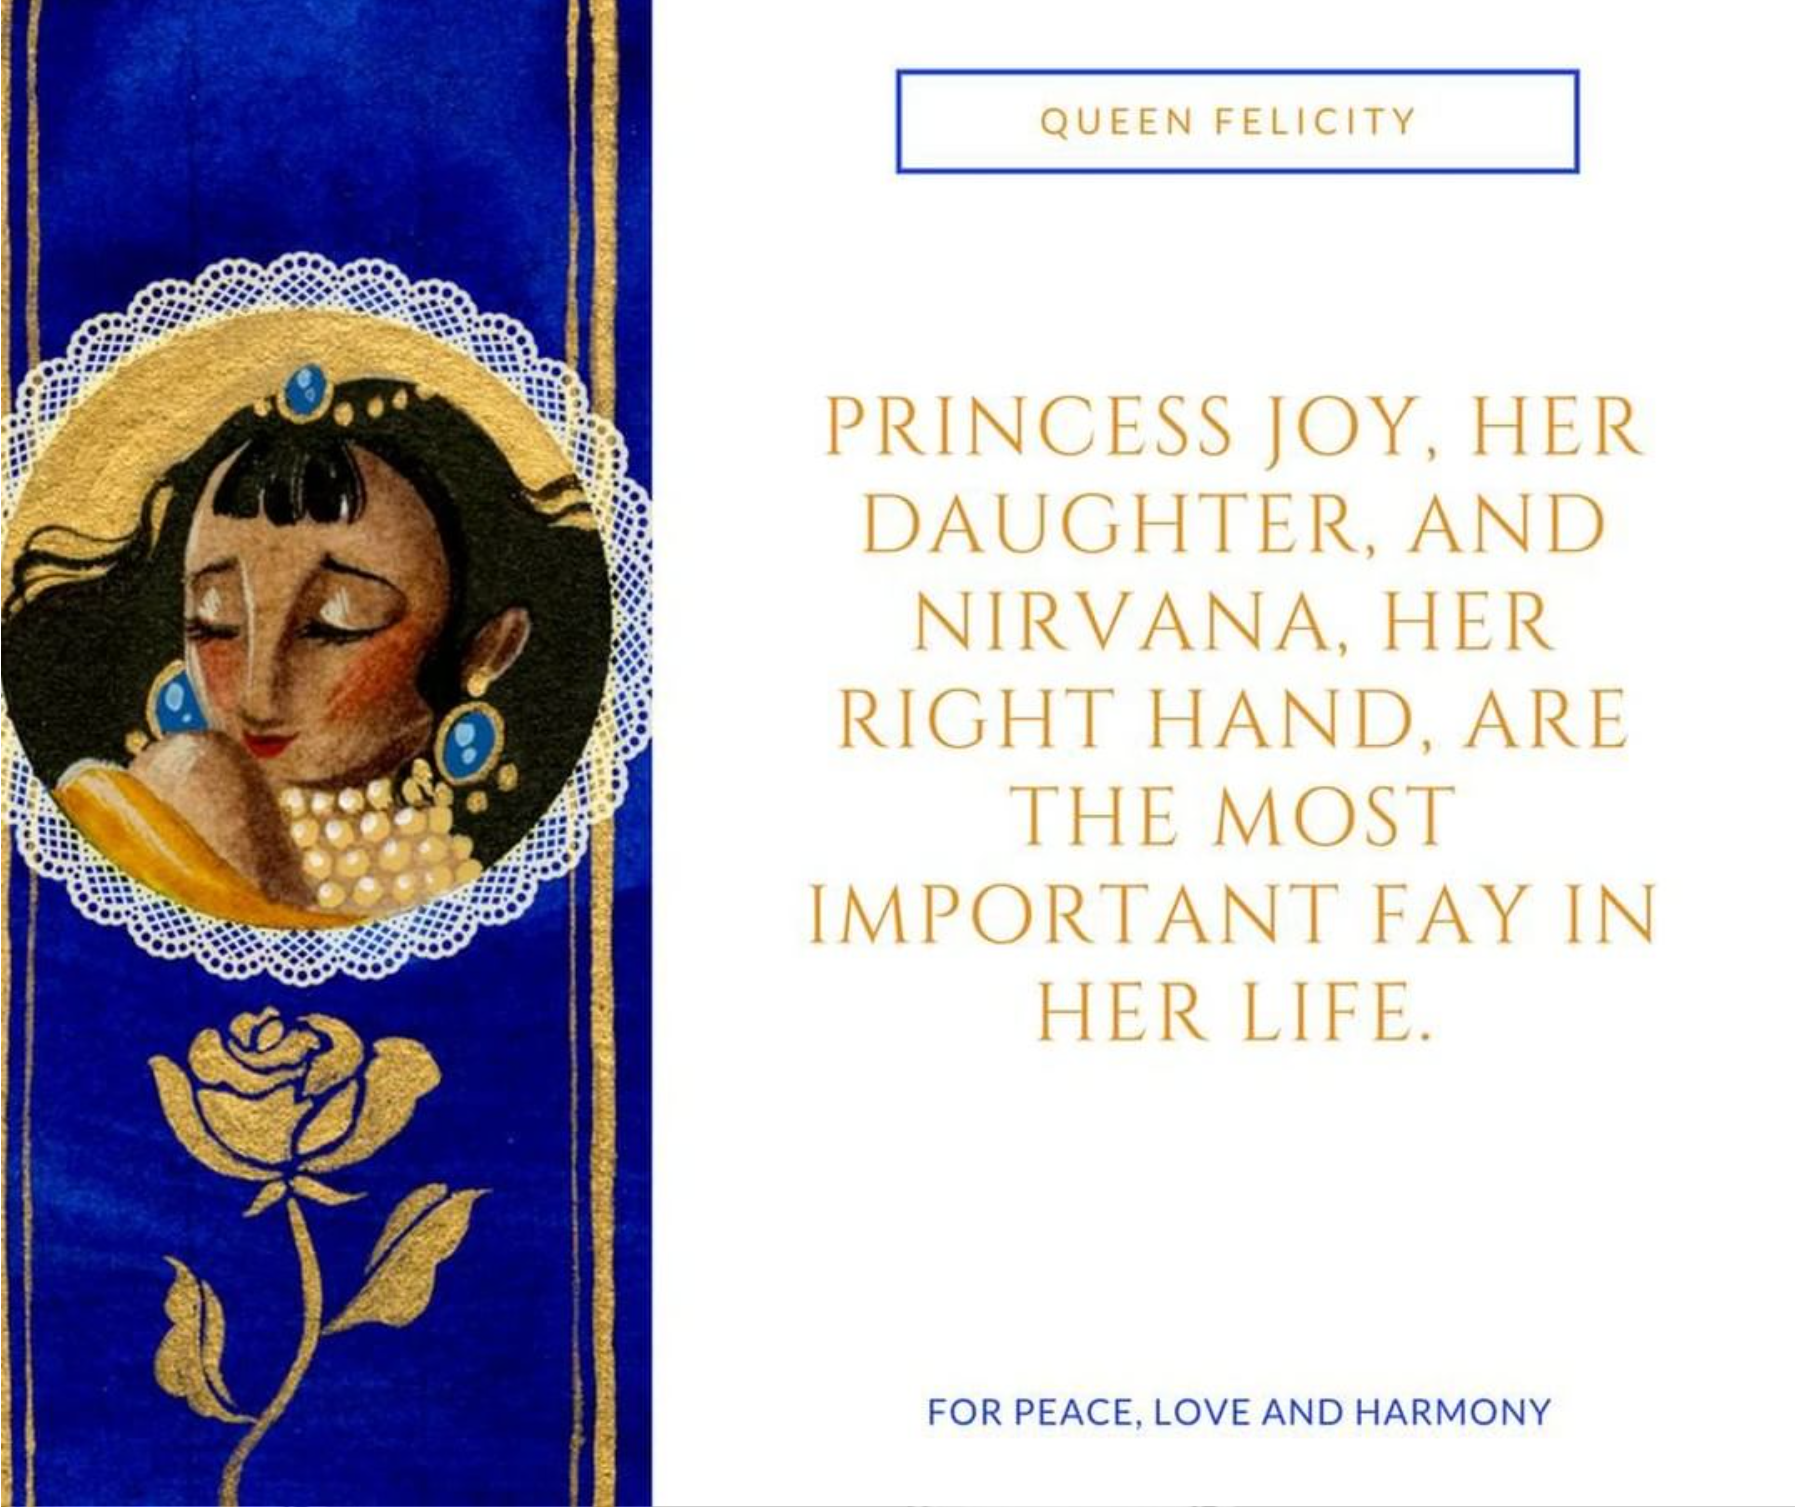 QUEEN FELICITY
PRINCESS JOY, HER
DAUGHTER, AND
NIRVANA, HER
RIGHT HAND, ARE
THE MOST
IMPORTANT FAY IN
HER LIFE.
FOR PEACE, LOVE AND HARMONY